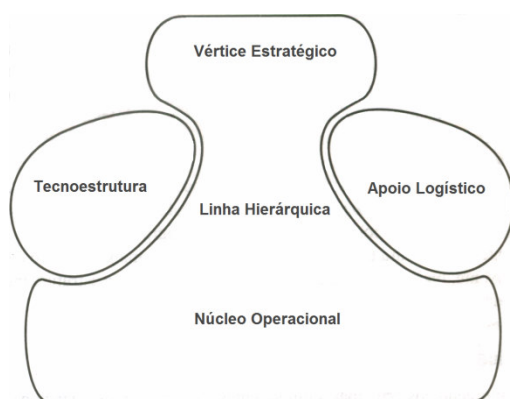 Vértice Estratégico
Tecnoestrutura
Apoio Logístico
Linha Hierárquica
Núcleo Operacional